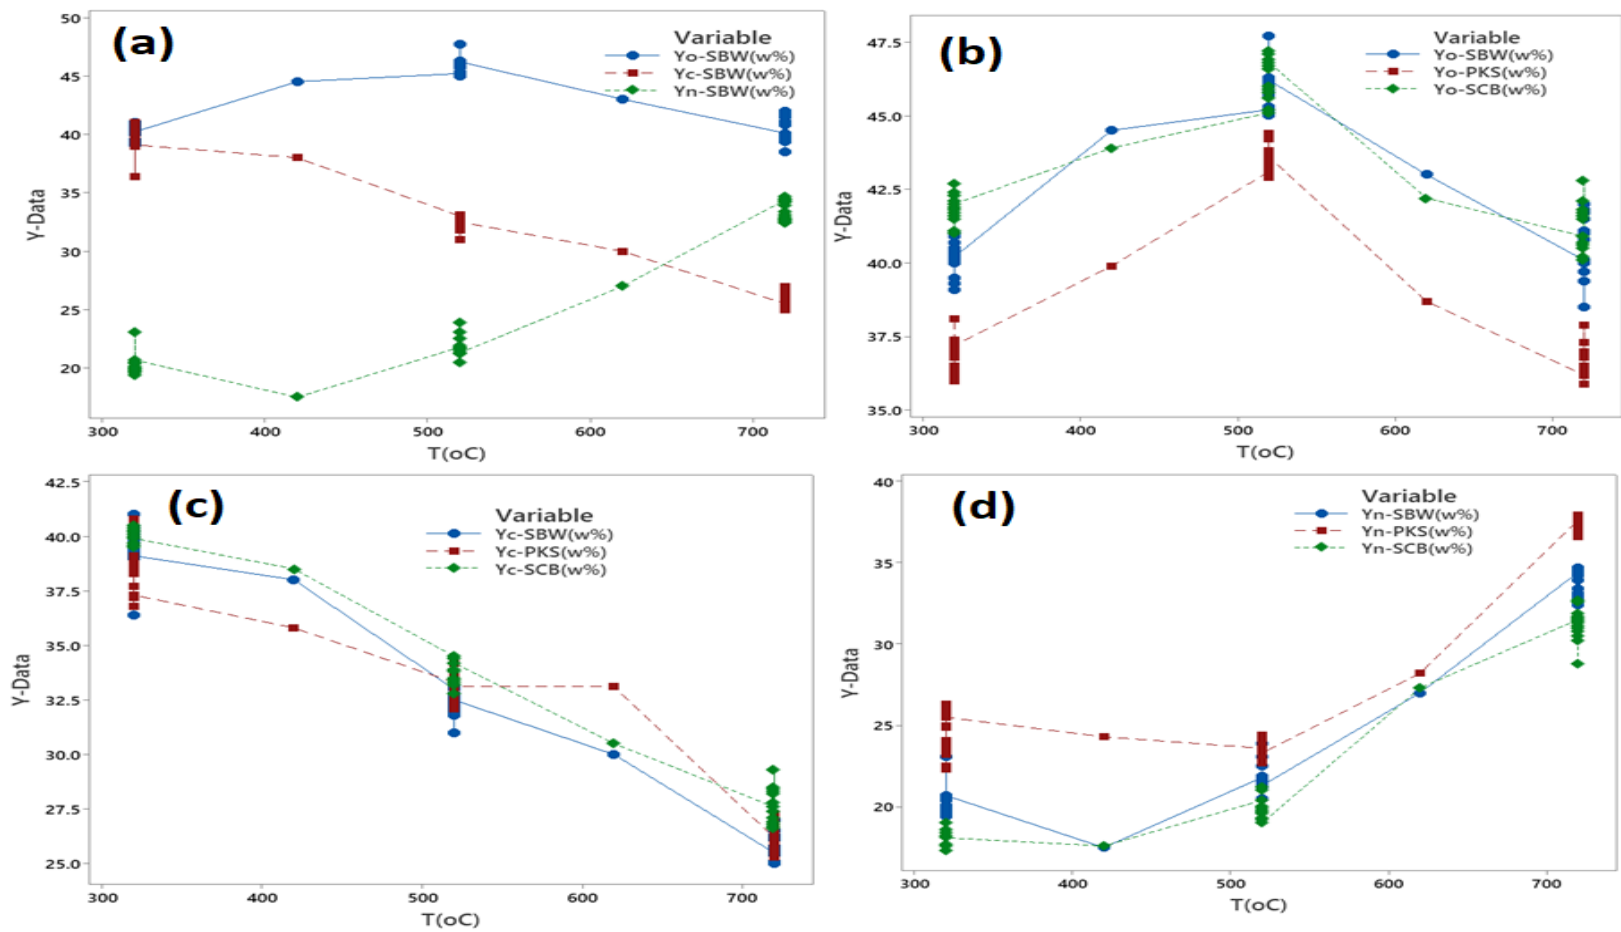 (a)
Variable
Yo-SBW(w%)
Yc-SBW(w%)
Yn-SBW(w%)
Y-Data
50
45
40
35
30
25
20
300 400 500 600 700
T(oC)
(b)
Variable
Yo-SBW(w%)
Yo-PKS(w%)
Yo-SCB(w%)
Y-Data
47.5
45.0
42.5
40.0
37.5
35.0
300 400 500 600 700
T(oC)
(c)
Variable
Yc-SBW(w%)
Yc-PKS(w%)
Yc-SCB(w%)
Y-Data
42.5
40.0
37.5
35.0
32.5
30.0
27.5
25.0
300 400 500 600 700
T(oC)
(d)
Variable
Yn-SBW(w%)
Yn-PKS(w%)
Yn-SCB(w%)
Y-Data
40
35
30
25
20
300 400 500 600 700
T(oC)